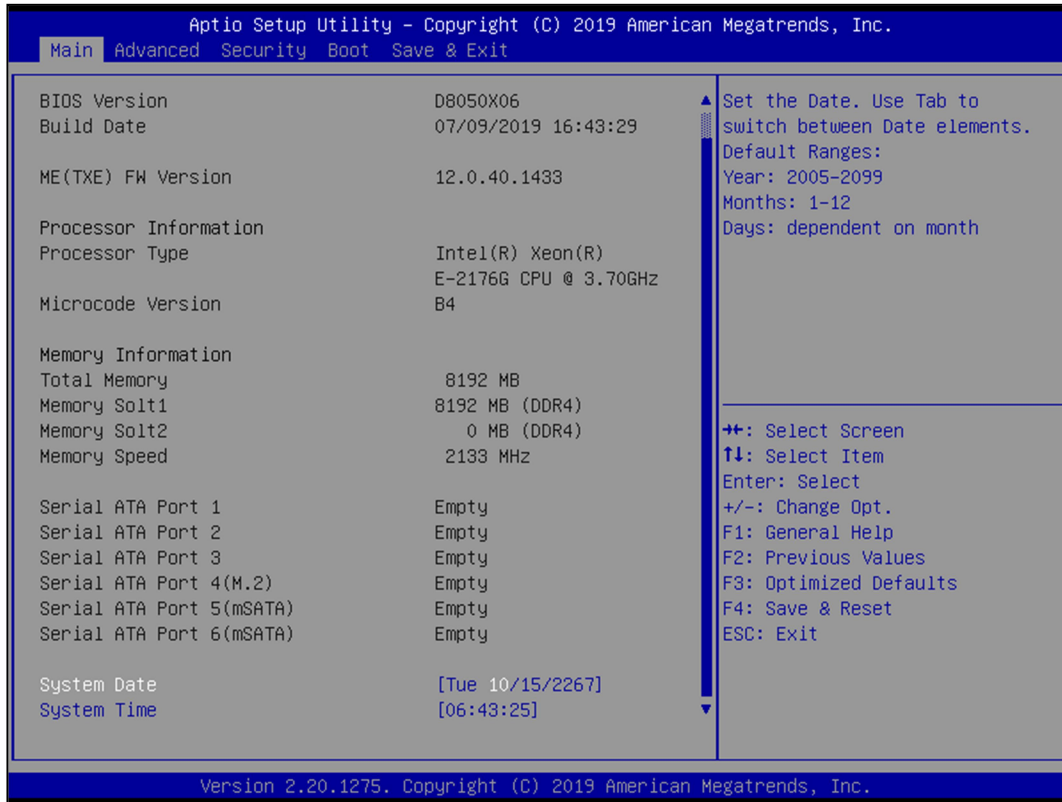 Aptio Setup Utility – Copyright (C) 2019 American Megatrends, Inc.
Main Advanced Security Boot Save & Exit
BIOS Version D8050X06
Build Date 07/09/2019 16:43:29
ME(TXE) FW Version 12.0.40.1433
Processor Information
Processor Type Intel(R) Xeon(R)
E-2176G CPU @ 3.70GHz
Microcode Version B4
Memory Information
Total Memory 8192 MB
Memory Solt1 8192 MB (DDR4)
Memory Solt2 0 MB (DDR4)
Memory Speed 2133 MHz
Serial ATA Port 1 Empty
Serial ATA Port 2 Empty
Serial ATA Port 3 Empty
Serial ATA Port 4(M.2) Empty
Serial ATA Port 5(mSATA) Empty
Serial ATA Port 6(mSATA) Empty
System Date [Tue 10/15/2267]
System Time [06:43:25]
Set the Date. Use Tab to
switch between Date elements.
Default Ranges:
Year: 2005-2099
Months: 1-12
Days: dependent on month
→←: Select Screen
↑↓: Select Item
Enter: Select
+/-: Change Opt.
F1: General Help
F2: Previous Values
F3: Optimized Defaults
F4: Save & Reset
ESC: Exit
Version 2.20.1275. Copyright (C) 2019 American Megatrends, Inc.